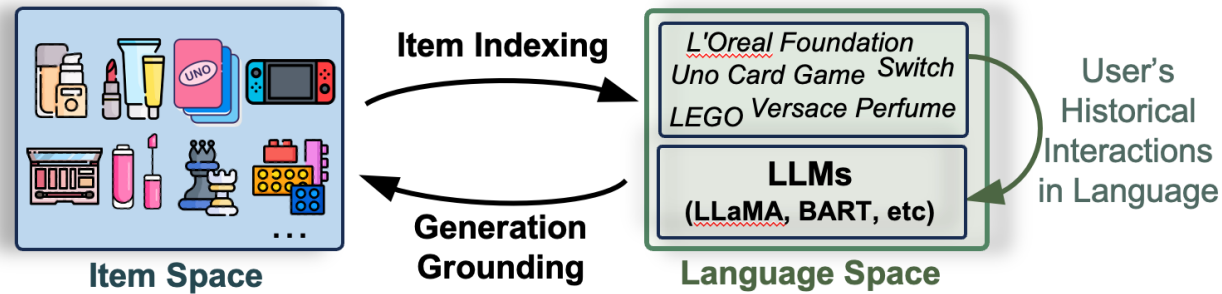 UNO
...
Item Space
Item Indexing
Generation
Grounding
L'Oreal Foundation
Uno Card Game Switch
LEGO Versace Perfume
LLMs
(LLaMA, BART, etc)
Language Space
User's
Historical
Interactions
in Language